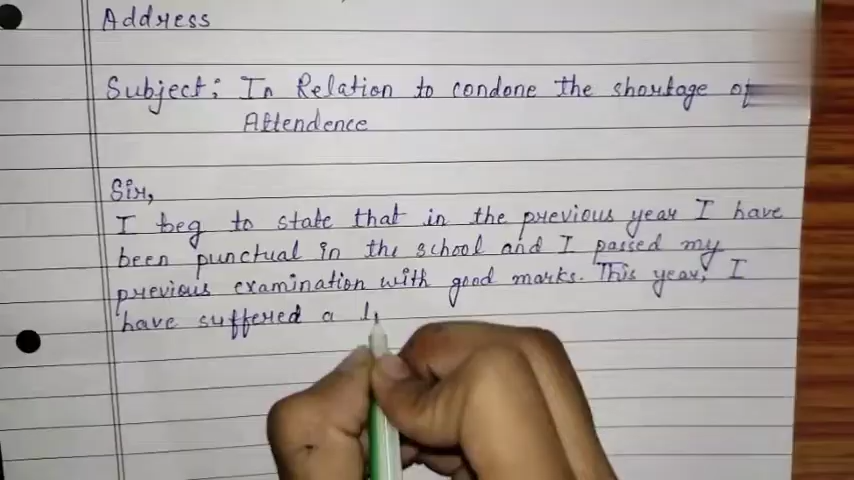 Address
Subject: In Relation to condone the shortage of
Attendence
Sir,
I beg to state that in the previous year I have
been punctual in the school and I passed my
previous examination with good marks. This year, I
have suffered a